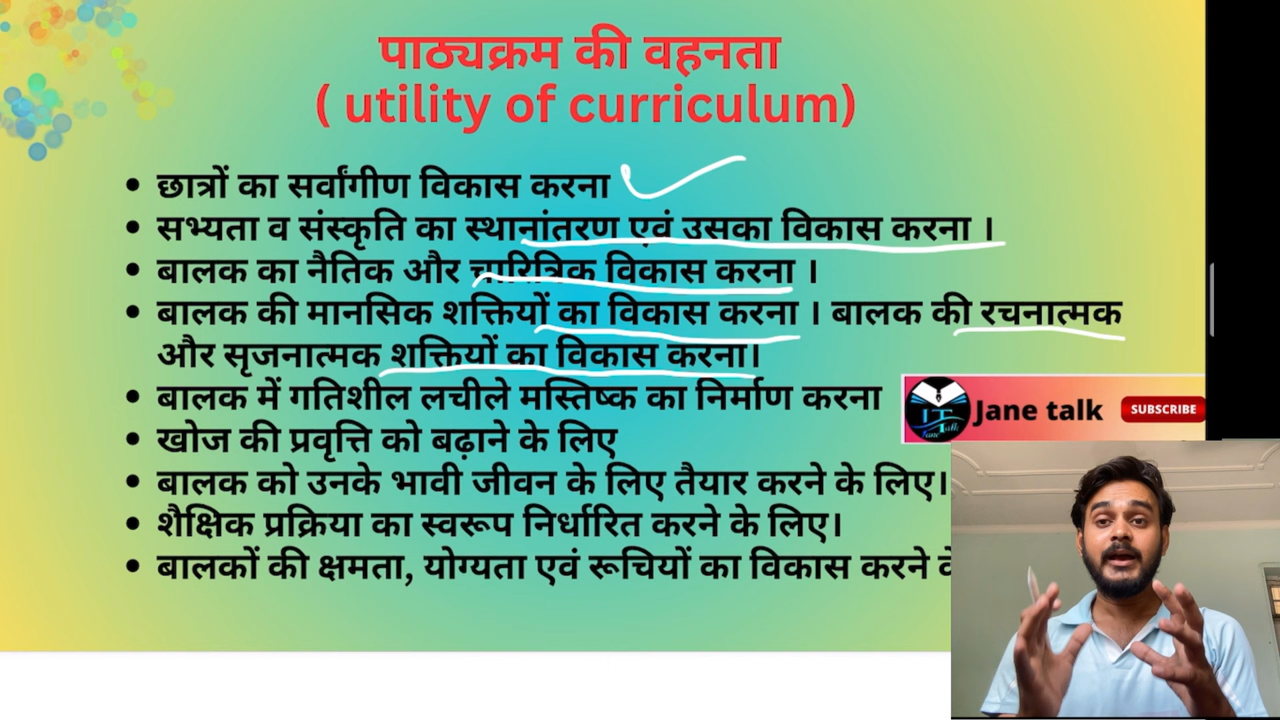 पाठ्यक्रम की वहनता
( utility of curriculum)
• छात्रों का सर्वांगीण विकास करना
• सभ्यता व संस्कृति का स्थानांतरण एवं उसका विकास करना ।
• बालक का नैतिक और चारित्रिक विकास करना ।
• बालक की मानसिक शक्तियों का विकास करना । बालक की रचनात्मक
और सृजनात्मक शक्तियों का विकास करना।
• बालक में गतिशील लचीले मस्तिष्क का निर्माण करना
Jane talk
SUBSCRIBE
• खोज की प्रवृत्ति को बढ़ाने के लिए
• बालक को उनके भावी जीवन के लिए तैयार करने के लिए।
• शैक्षिक प्रक्रिया का स्वरूप निर्धारित करने के लिए।
• बालकों की क्षमता, योग्यता एवं रूचियों का विकास करने